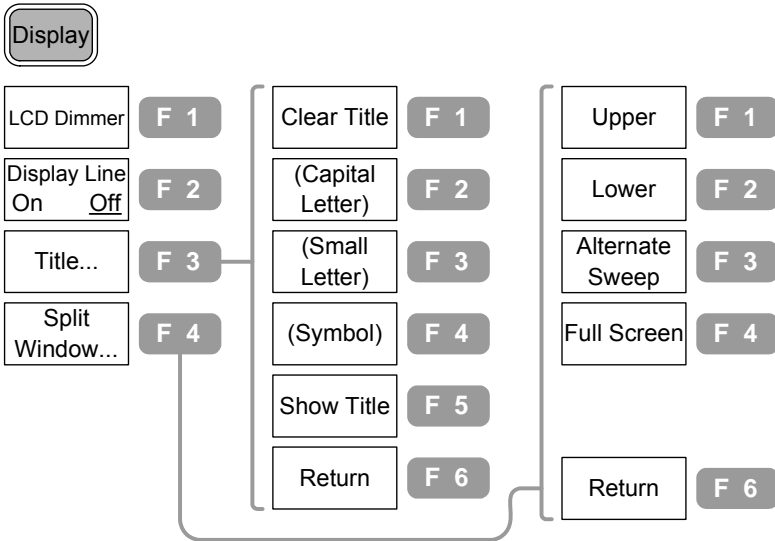 Display
LCD Dimmer
F 1
Display Line
On Off
F 2
Title...
F 3
Split
Window...
F 4
Clear Title
F 1
(Capital
Letter)
F 2
(Small
Letter)
F 3
(Symbol)
F 4
Show Title
F 5
Return
F 6
Upper
F 1
Lower
F 2
Alternate
Sweep
F 3
Full Screen
F 4
Return
F 6